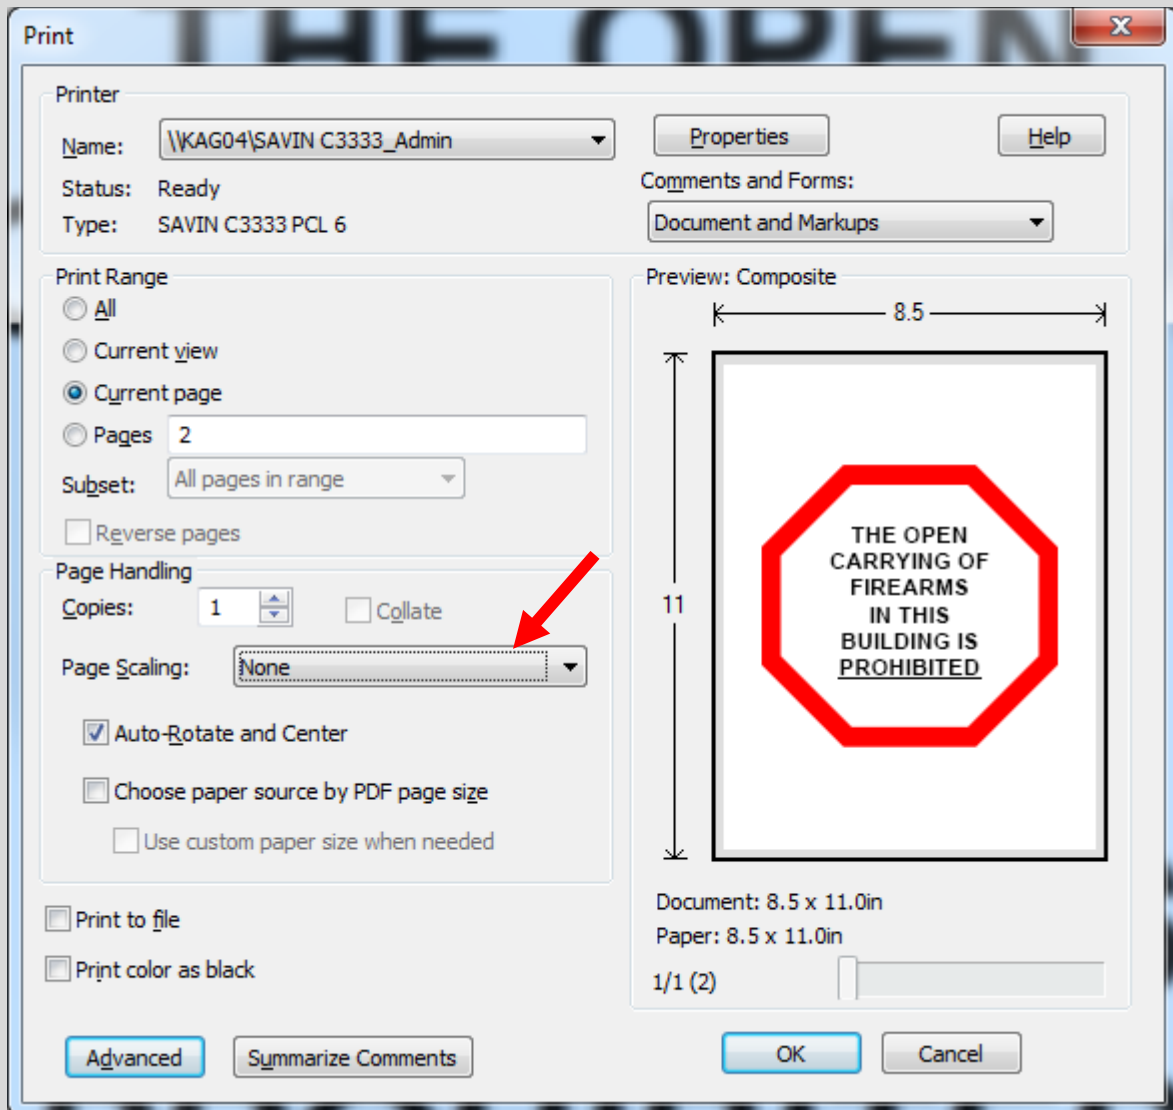 THE OPEN
Print
X
Printer
Name: \\KAG04\SAVIN C3333_Admin
Properties
Help
Status: Ready
Comments and Forms:
Type: SAVIN C3333 PCL 6
Document and Markups
Print Range
All
Current view
Current page
Pages 2
Subset: All pages in range
Reverse pages
Page Handling
Copies: 1
Collate
Page Scaling: None
Auto-Rotate and Center
Choose paper source by PDF page size
Use custom paper size when needed
Print to file
Print color as black
Advanced
Summarize Comments
Preview: Composite
8.5
11
THE OPEN
CARRYING OF
FIREARMS
IN THIS
BUILDING IS
PROHIBITED
Document: 8.5 x 11.0in
Paper: 8.5 x 11.0in
1/1 (2)
OK
Cancel